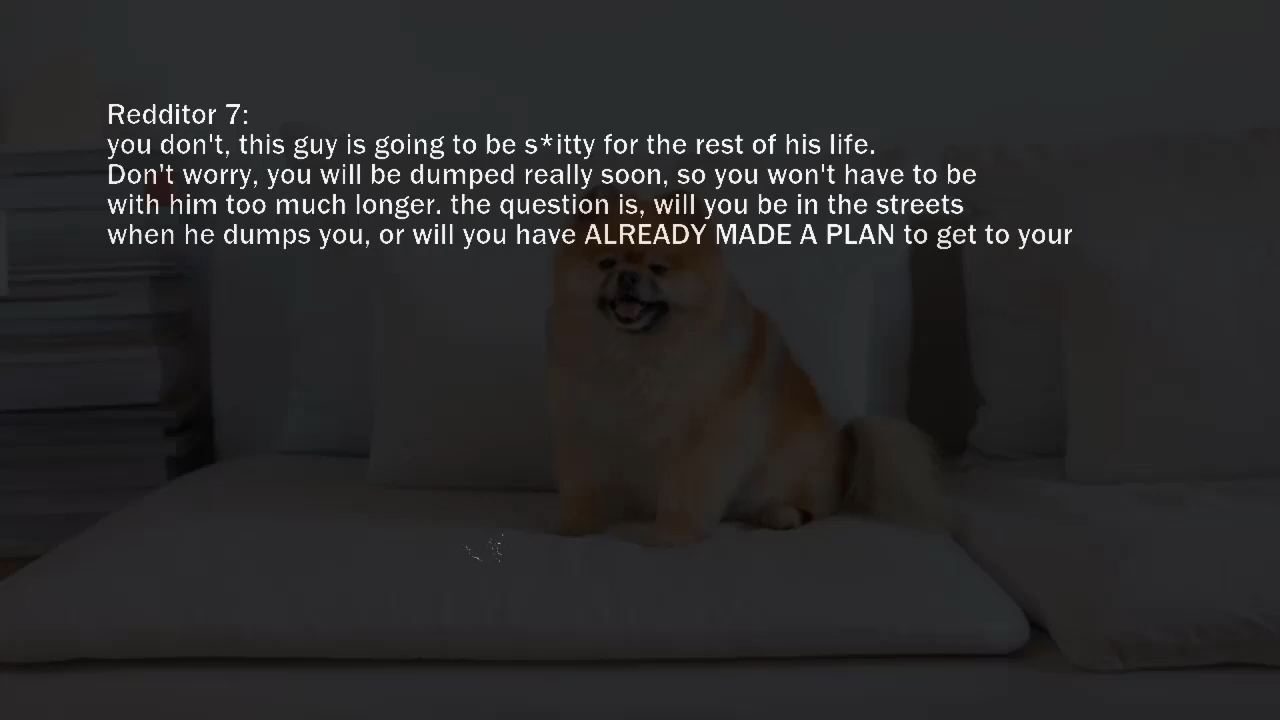 Redditor 7:
you don't, this guy is going to be s*itty for the rest of his life.
Don't worry, you will be dumped really soon, so you won't have to be
with him too much longer. the question is, will you be in the streets
when he dumps you, or will you have ALREADY MADE A PLAN to get to your